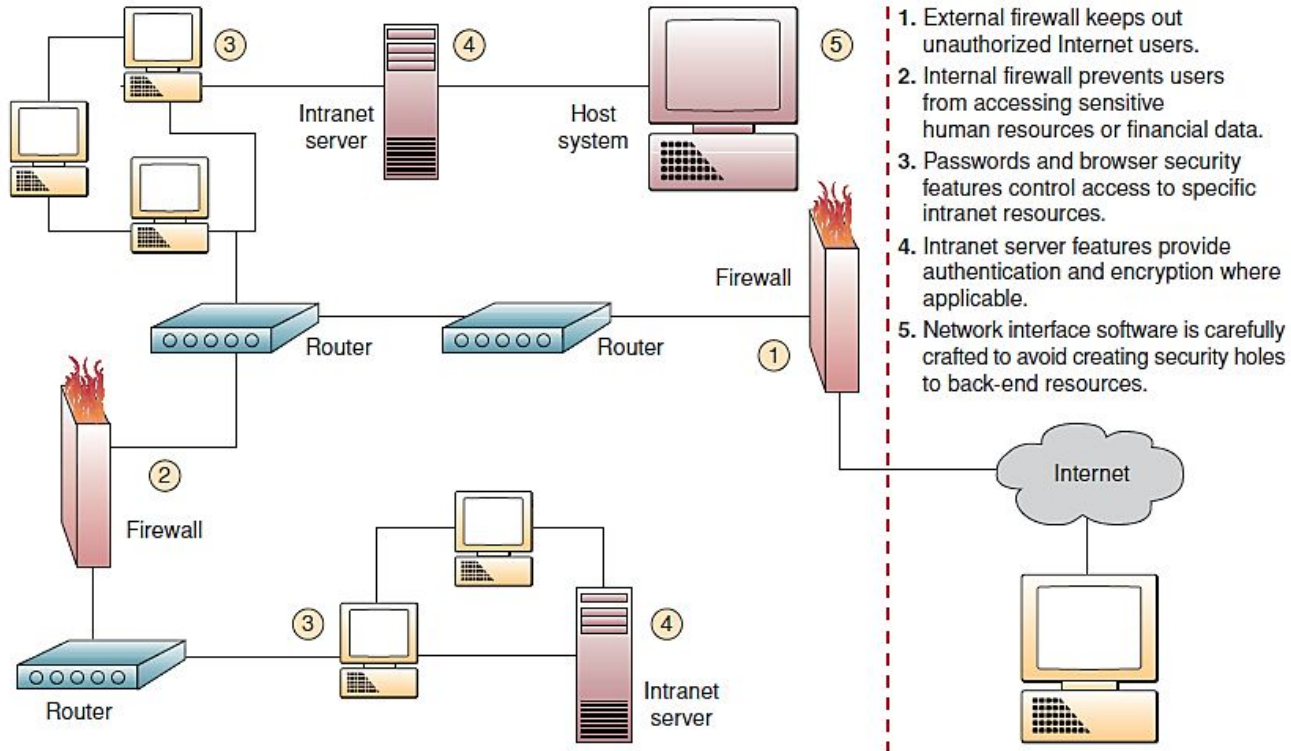 3
4
5
Intranet
server
Host
system
Firewall
Router
Router
1
2
Firewall
3
4
Router
Intranet
server
1. External firewall keeps out
unauthorized Internet users.
2. Internal firewall prevents users
from accessing sensitive
human resources or financial data.
3. Passwords and browser security
features control access to specific
intranet resources.
4. Intranet server features provide
authentication and encryption where
applicable.
5. Network interface software is carefully
crafted to avoid creating security holes
to back-end resources.
Internet